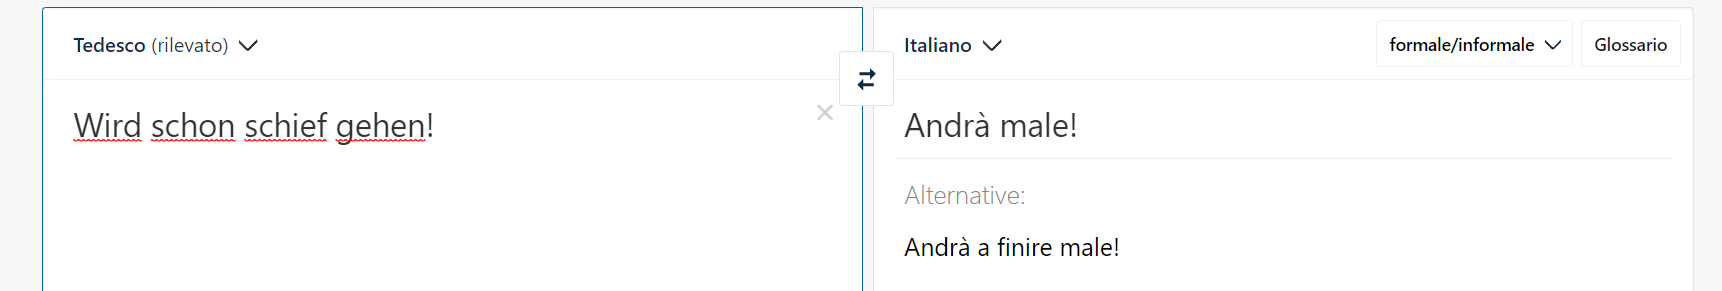 Tedesco (rilevato)
Wird schon schief gehen!
Italiano
formale/informale
Glossario
Andrà male!
Alternative:
Andrà a finire male!